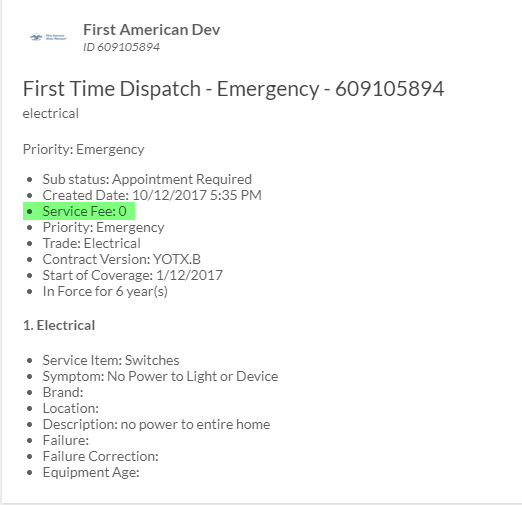 First American Dev
ID 609105894
First Time Dispatch - Emergency - 609105894
electrical
Priority: Emergency
Sub status: Appointment Required
Created Date: 10/12/2017 5:35 PM
Service Fee: 0
Priority: Emergency
Trade: Electrical
Contract Version: YOTX.B
Start of Coverage: 1/12/2017
In Force for 6 year(s)
1. Electrical
Service Item: Switches
Symptom: No Power to Light or Device
Brand:
Location:
Description: no power to entire home
Failure:
Failure Correction:
Equipment Age: